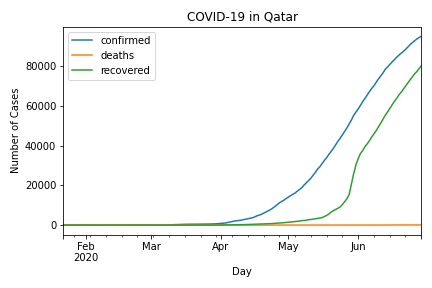 COVID-19 in Qatar
confirmed
deaths
recovered
Number of Cases
80000
60000
40000
20000
0
Feb
2020
Mar
Apr
May
Jun
Day